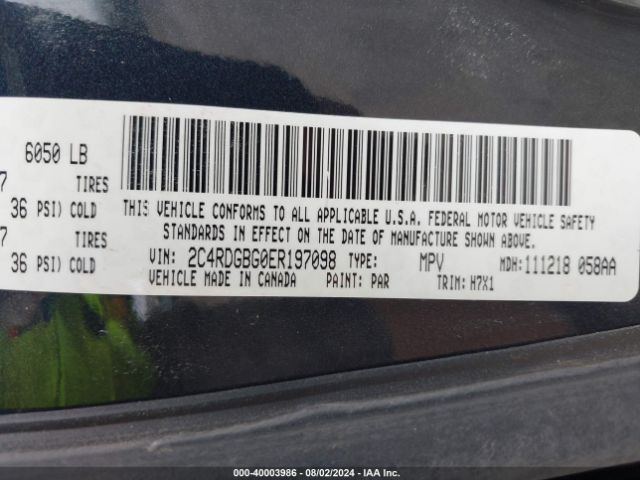 6050 LB
7 TIRES
36 PSI) COLD
7 TIRES
36 PSI) COLD
THIS VEHICLE CONFORMS TO ALL APPLICABLE U.S.A. FEDERAL MOTOR VEHICLE SAFETY
STANDARDS IN EFFECT ON THE DATE OF MANUFACTURE SHOWN ABOVE.
VIN: 2C4RDGBG0ER197098 TYPE: MPV MDH:111218 058AA
VEHICLE MADE IN CANADA PAINT: PAR TRIM: H7X1
000-40003986 - 08/02/2024 - IAA Inc.